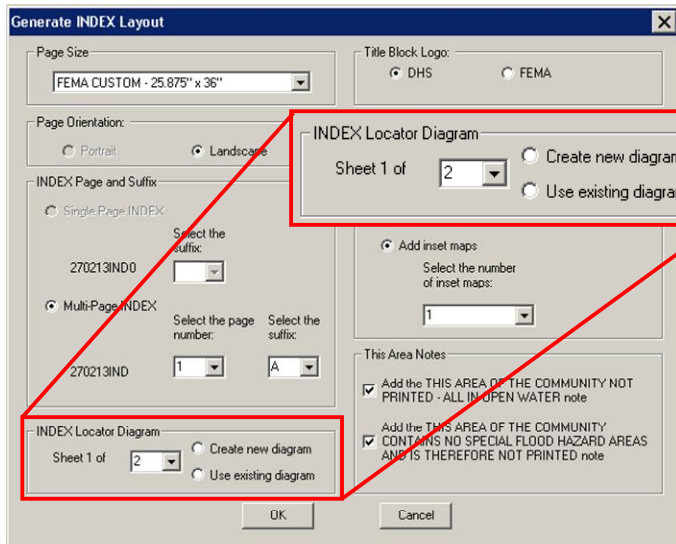 Generate INDEX Layout
Page Size
FEMA CUSTOM - 25.875" x 36"
Title Block Logo:
DHS
FEMA
Page Orientation:
Portrait
Landscape
INDEX Locator Diagram
Sheet 1 of
2
Create new diagram
Use existing diagra
INDEX Page and Suffix
Single Page INDEX
Select the
suffix:
270213IND0
Multi-Page INDEX
Select the page
number:
Select the
suffix:
270213IND
1
A
Add inset maps
Select the number
of inset maps:
1
This Area Notes
Add the THIS AREA OF THE COMMUNITY NOT
PRINTED - ALL IN OPEN WATER note
Add the THIS AREA OF THE COMMUNITY
CONTAINS NO SPECIAL FLOOD HAZARD AREAS
AND IS THEREFORE NOT PRINTED note
INDEX Locator Diagram
Sheet 1 of
2
Create new diagram
Use existing diagram
OK
Cancel